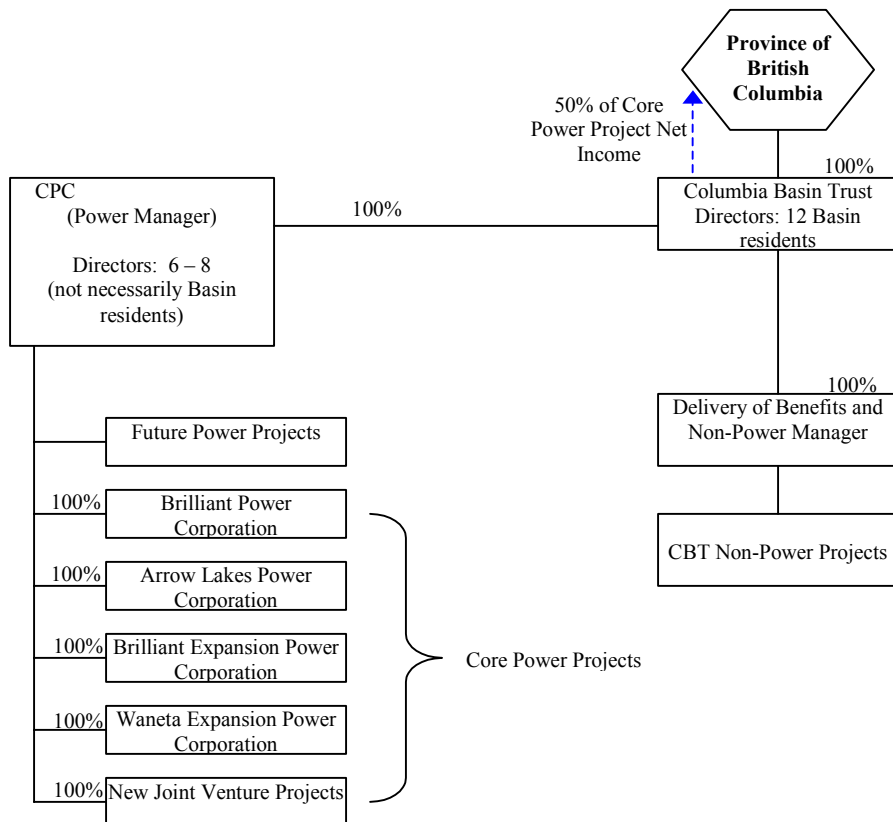 Province of
British
Columbia
50% of Core
Power Project Net
Income
100%
CPC
(Power Manager)
Directors: 6 – 8
(not necessarily Basin
residents)
100%
Columbia Basin Trust
Directors: 12 Basin
residents
100%
Delivery of Benefits and
Non-Power Manager
CBT Non-Power Projects
Future Power Projects
100%
Brilliant Power
Corporation
100%
Arrow Lakes Power
Corporation
100%
Brilliant Expansion Power
Corporation
100%
Waneta Expansion Power
Corporation
100%
New Joint Venture Projects
Core Power Projects